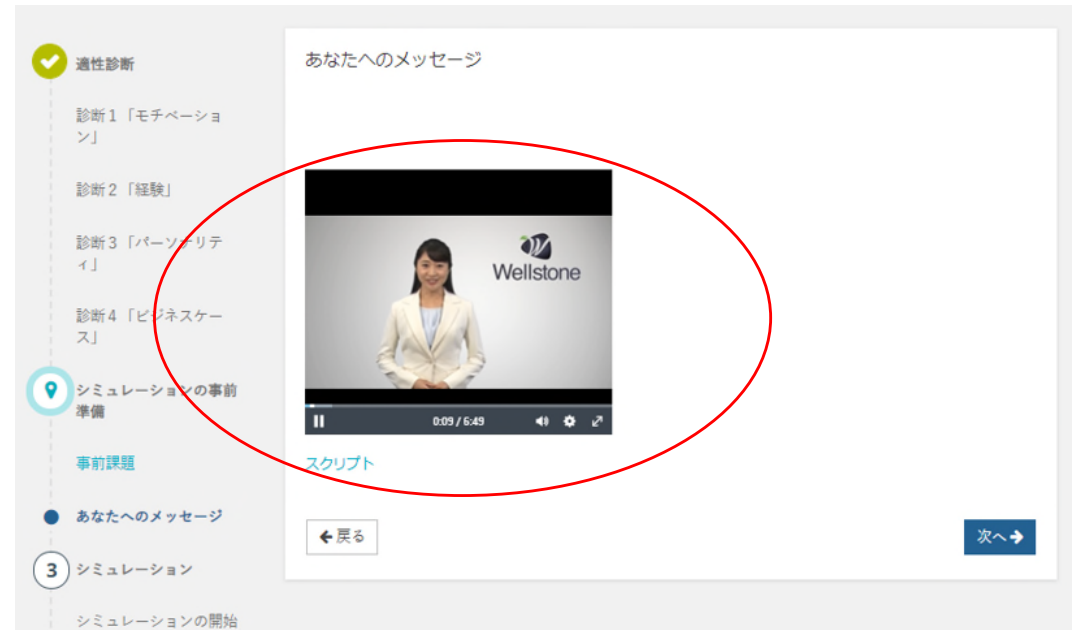 適性診断
診断１「モチベーショ
ン」
診断２「経験」
診断３「パーソナリテ
ィ」
診断４「ビジネスケー
ス」
シミュレーションの事前
準備
事前課題
あなたへのメッセージ
3 シミュレーション
シミュレーションの開始
あなたへのメッセージ
Wellstone
0:09 / 6:49
スクリプト
戻る
次へ